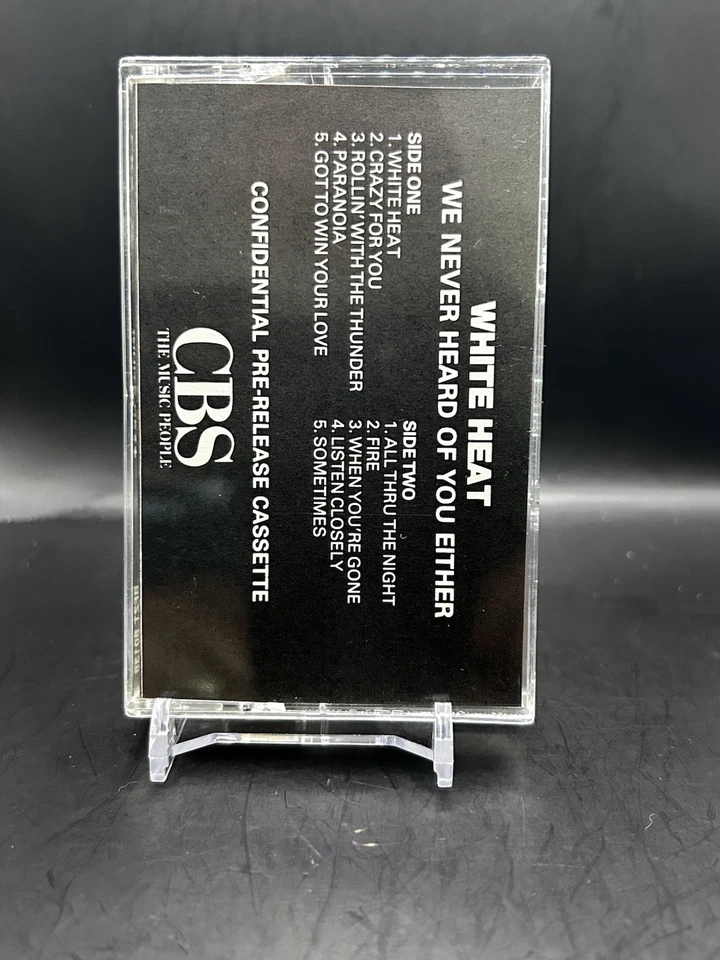 WHITE HEAT
WE NEVER HEARD OF YOU EITHER
SIDE ONE
1. WHITE HEAT
2. CRAZY FOR YOU
3. ROLLIN' WITH THE THUNDER
4. PARANOIA
5. GOT TO WIN YOUR LOVE
SIDE TWO
1. ALL THRU THE NIGHT
2. FIRE
3. WHEN YOU'RE GONE
4. LISTEN CLOSELY
5. SOMETIMES
CONFIDENTIAL PRE-RELEASE CASSETTE
CBS
THE MUSIC PEOPLE